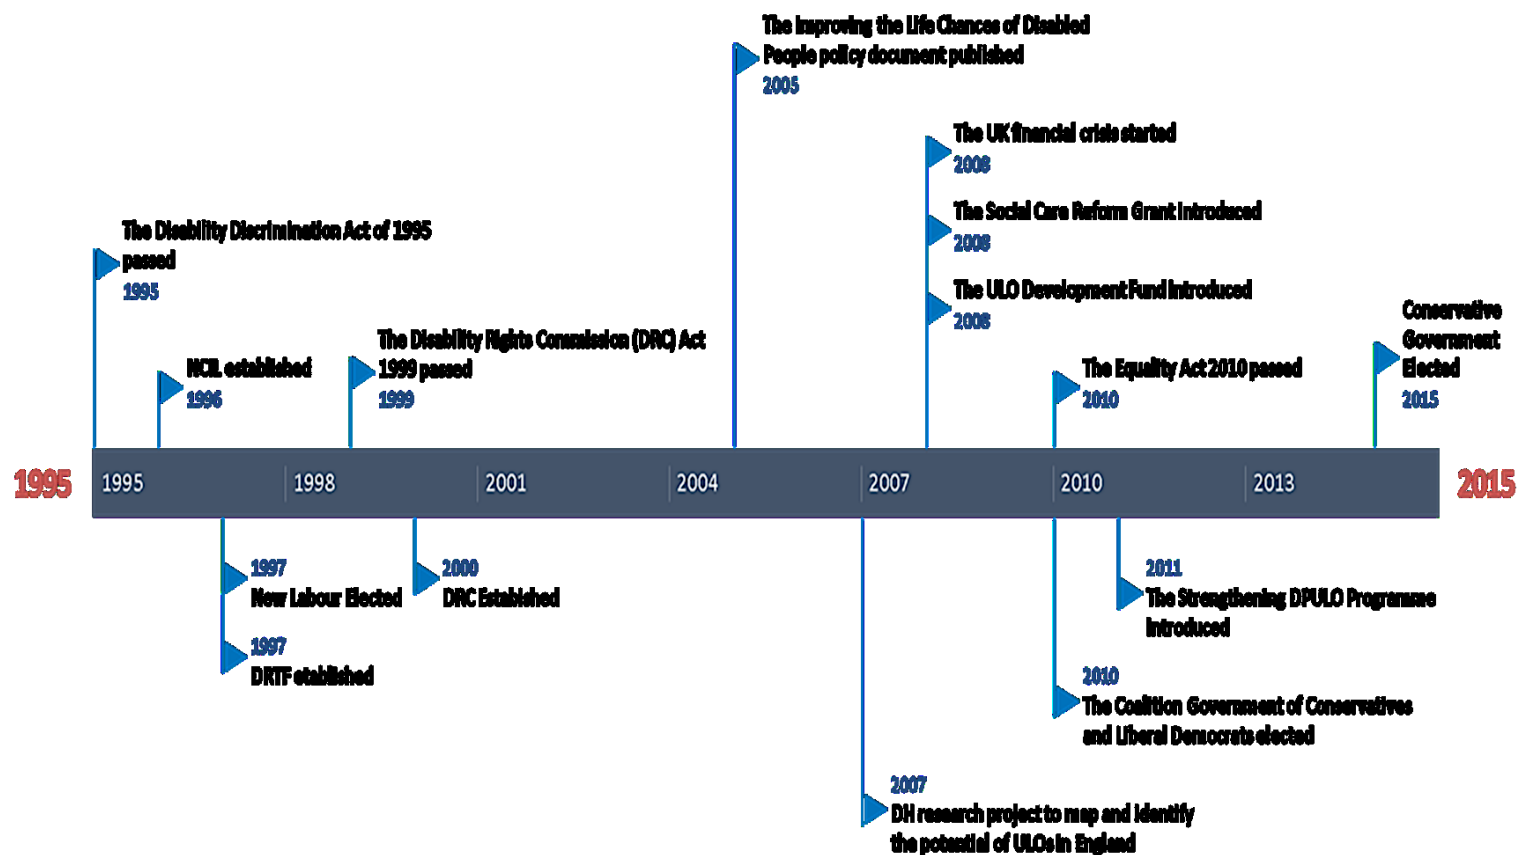 The Improving the Life Chances of Disabled
People policy document published
2005
The UK financial crisis started
2008
The Social Care Reform Grant introduced
2008
The ULO Development Fund introduced
2008
The Disability Discrimination Act of 1995
passed
1995
NCIL established
1996
The Disability Rights Commission (DRC) Act
1999 passed
1999
The Equality Act 2010 passed
2010
Conservative
Government
Elected
2015
1995
1995
1998
2001
2004
2007
2010
2013
2015
1997
New Labour Elected
1997
DRTF etablished
2000
DRC Established
2011
The Strengthening DPULO Programme
introduced
2010
The Coalition Government of Conservatives
and Liberal Democrats elected
2007
DH research project to map and identify
the potential of ULOs in England